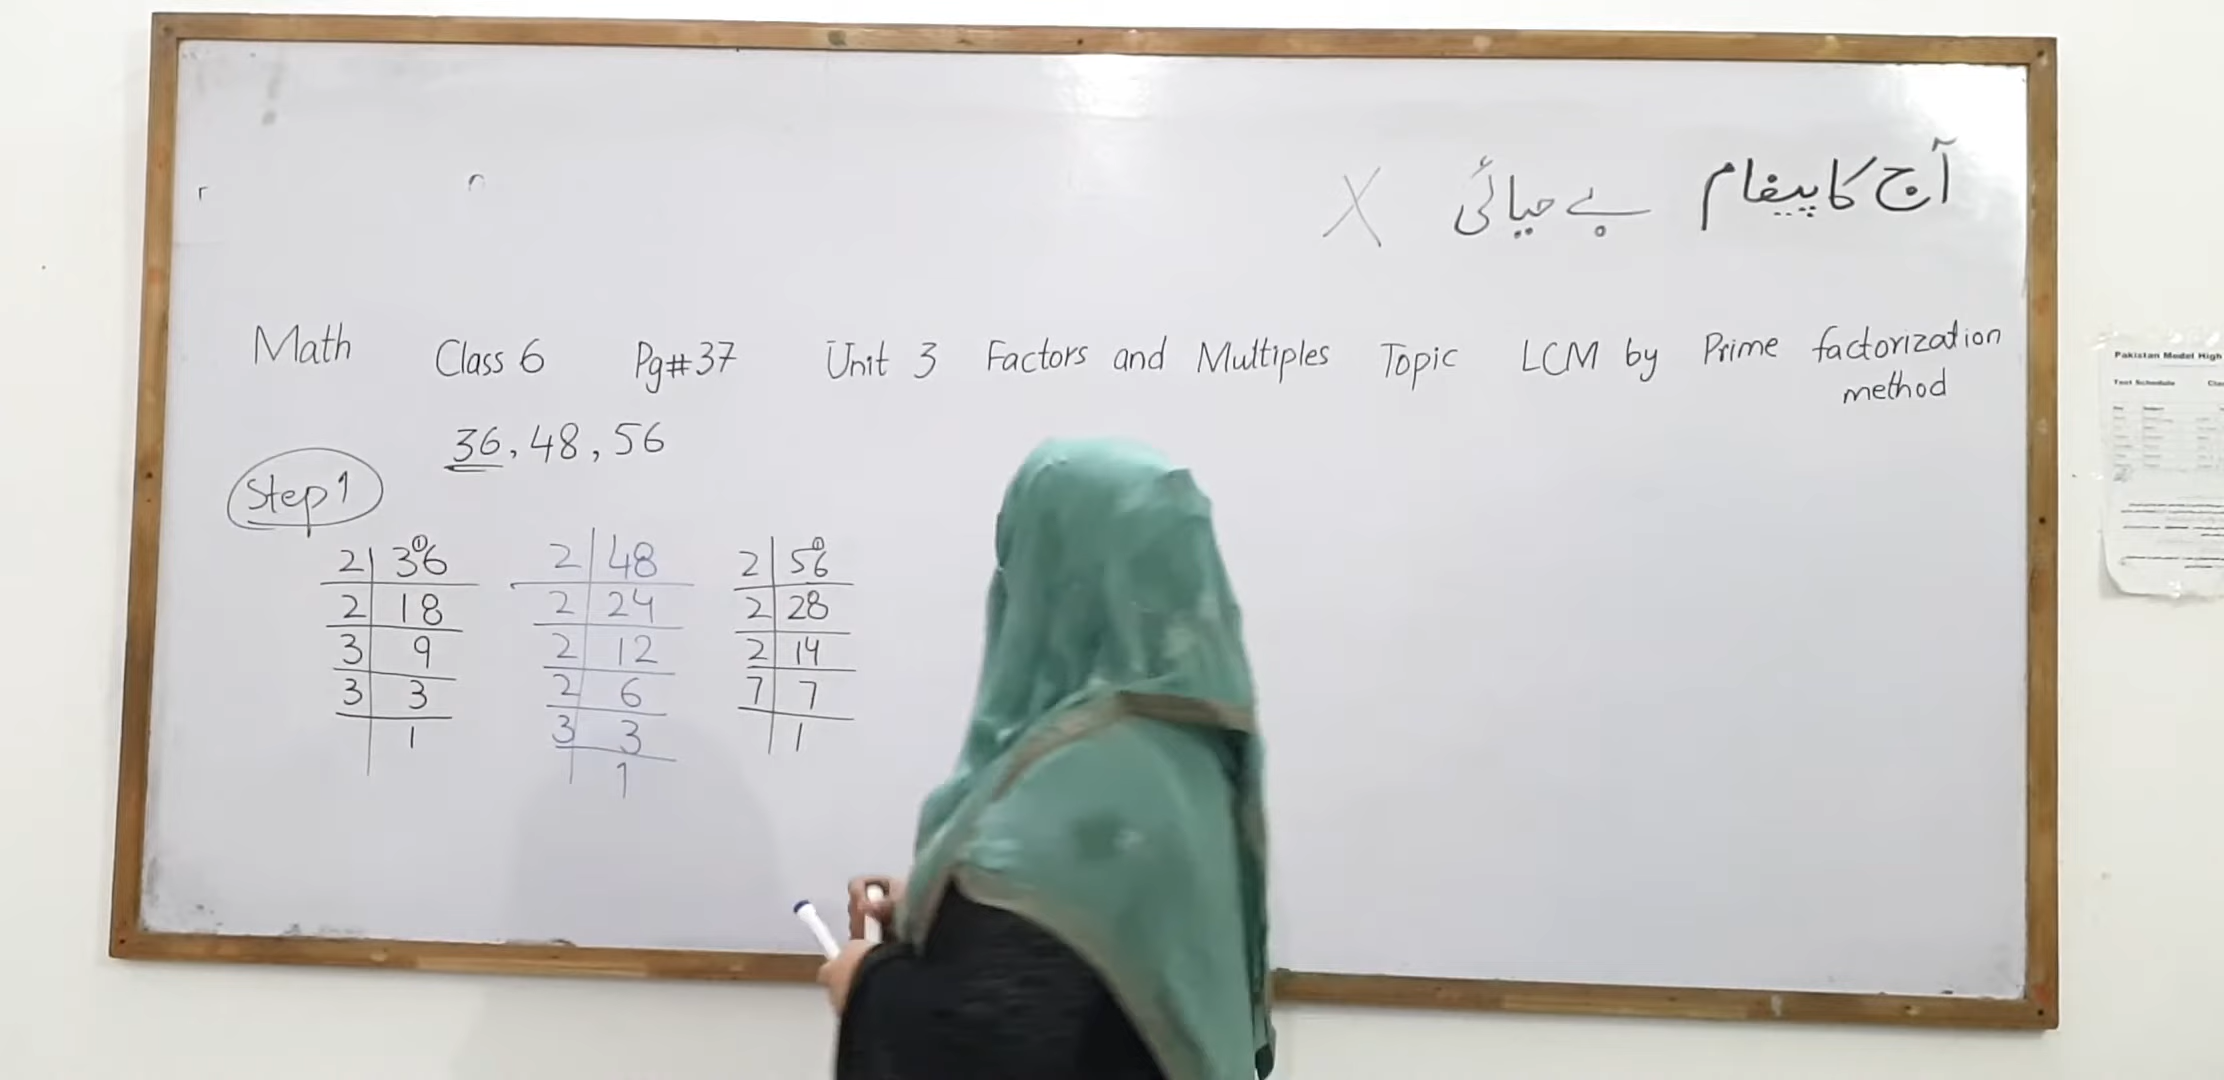 آج کا پیغام بے حیائی X
Math Class 6 Pg#37 Unit 3 Factors and Multiples Topic LCM by Prime factorization method
36, 48, 56
Step 1
2 | 36
2 | 18
3 | 9
3 | 3
1
2 | 48
2 | 24
2 | 12
2 | 6
3 | 3
1
2 | 56
2 | 28
2 | 14
7 | 7
1
Pakistan Model High
Test Schedule